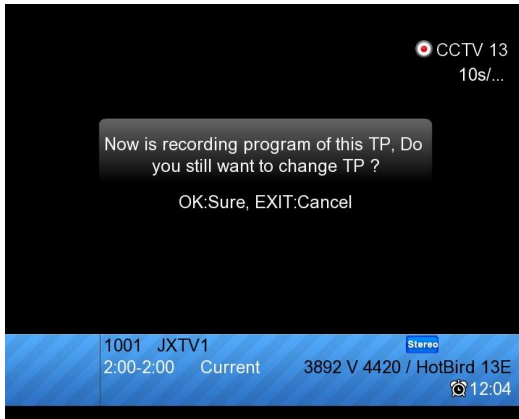 CCTV 13
10s/...
Now is recording program of this TP, Do
you still want to change TP ?
OK:Sure, EXIT:Cancel
1001 JXTV1 Stereo
2:00-2:00 Current 3892 V 4420 / HotBird 13E
12:04